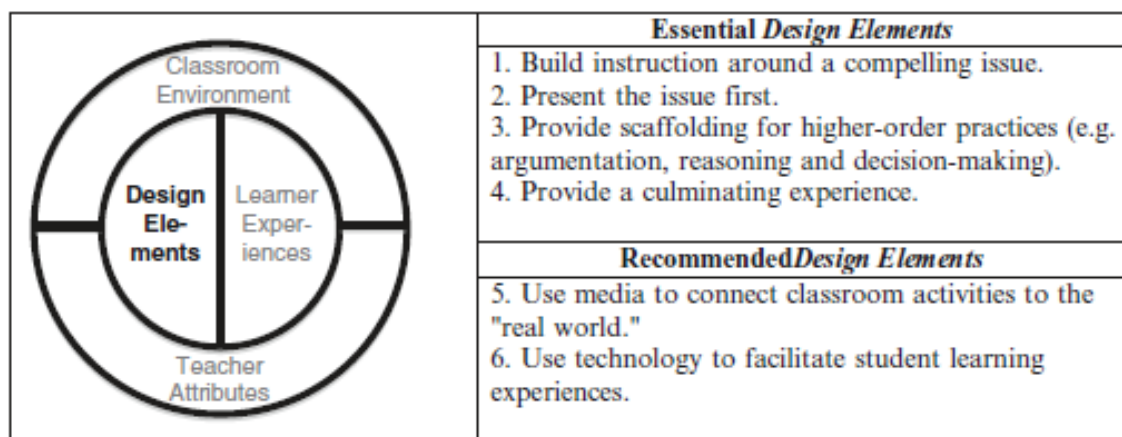 Classroom
Environment
Design
Ele-
ments
Learner
Exper-
iences
Teacher
Attributes
Essential Design Elements
1. Build instruction around a compelling issue.
2. Present the issue first.
3. Provide scaffolding for higher-order practices (e.g.
argumentation, reasoning and decision-making).
4. Provide a culminating experience.
RecommendedDesign Elements
5. Use media to connect classroom activities to the
"real world."
6. Use technology to facilitate student learning
experiences.